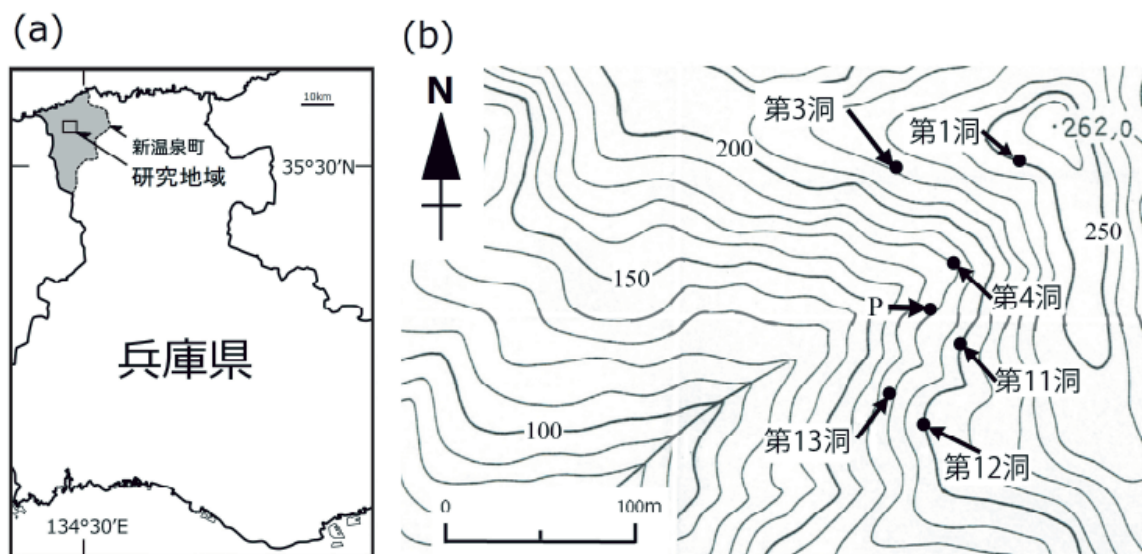 (a)
10km
新温泉町
研究地域
35°30′N
兵庫県
134°30′E
(b)
N
第3洞
第1洞
262,0
200
250
150
第4洞
P
第11洞
第13洞
100
第12洞
0
100m